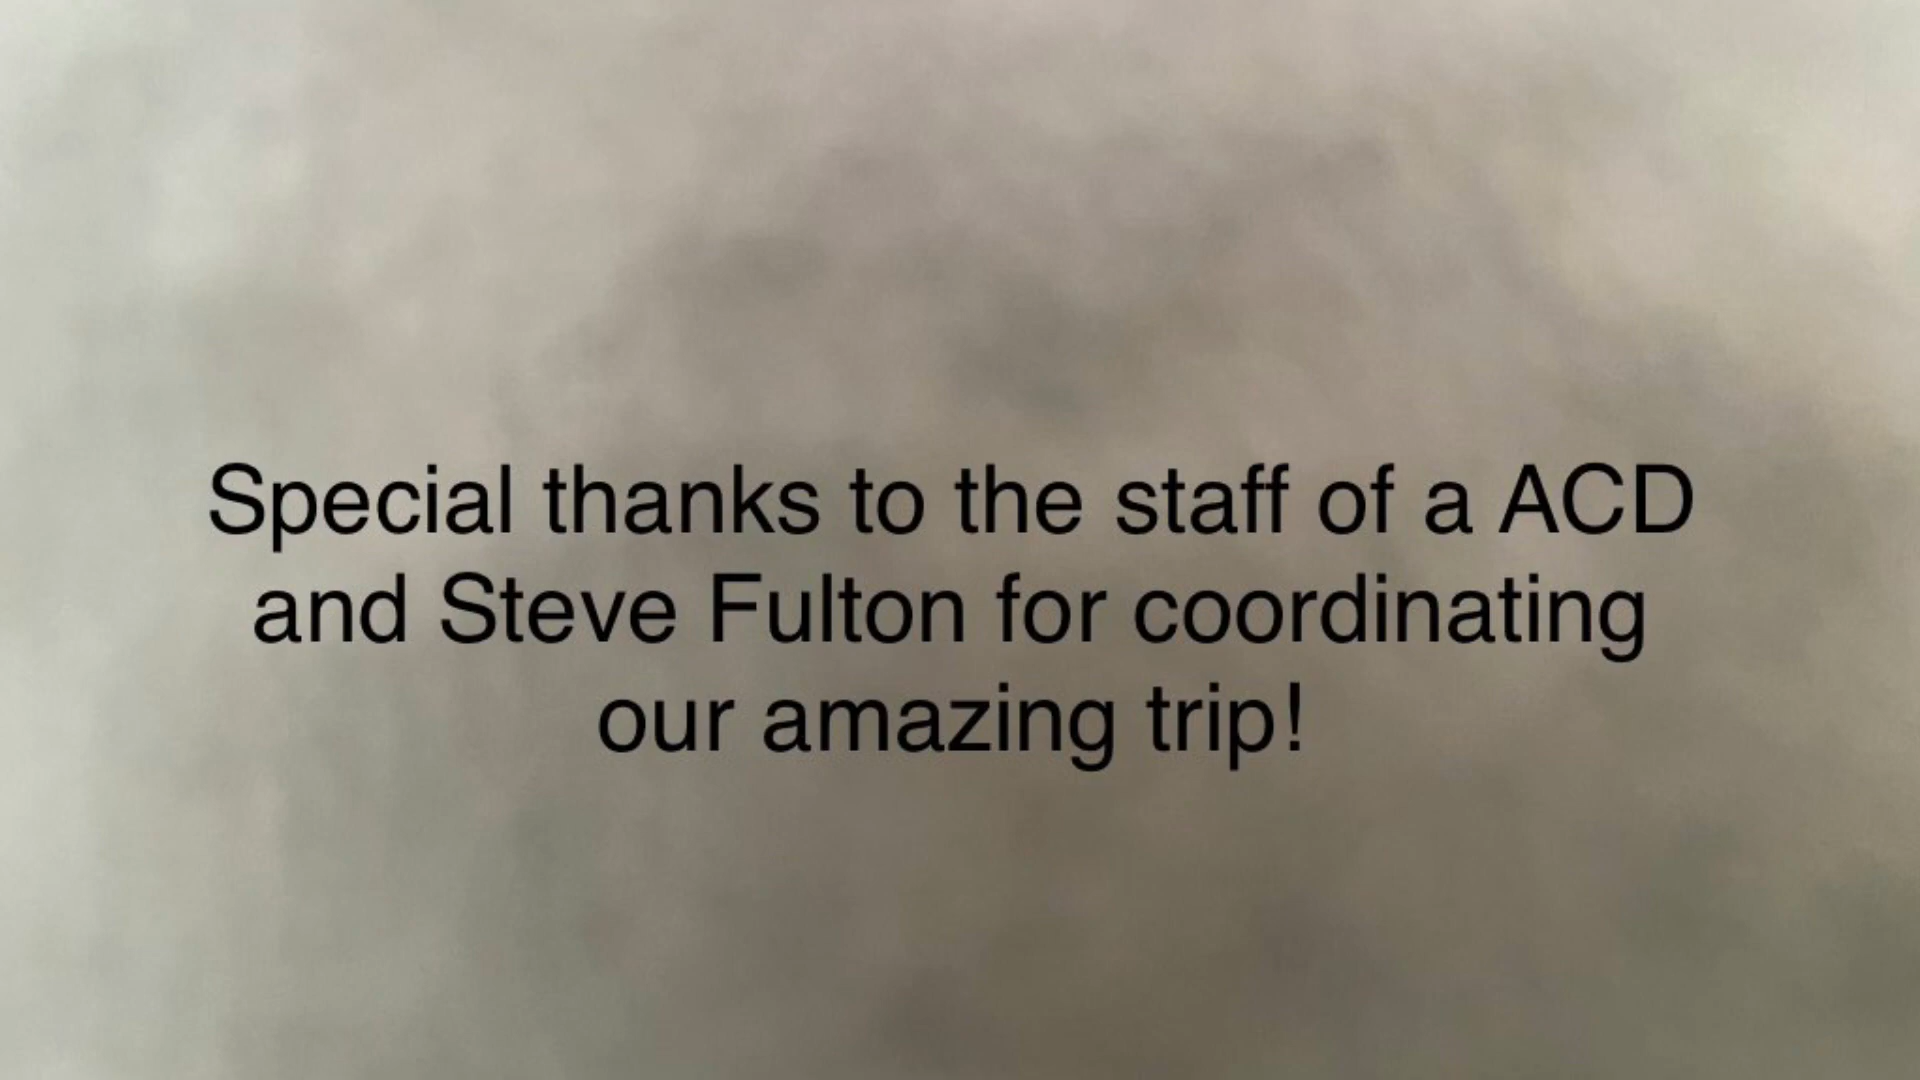 Special thanks to the staff of a ACD
and Steve Fulton for coordinating
our amazing trip!